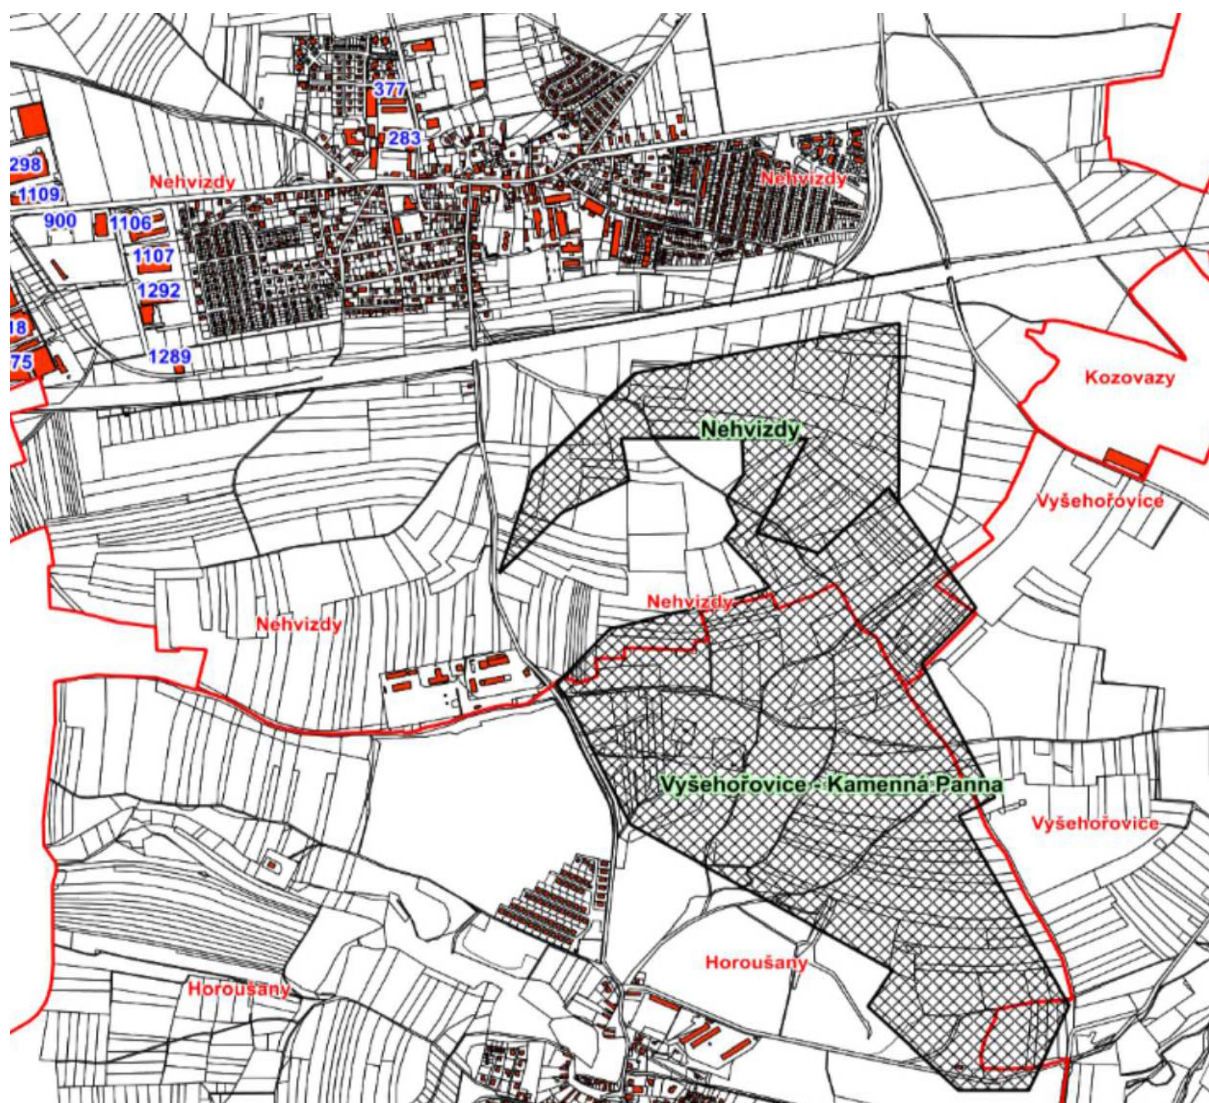 377
283
298
Nehvizdy
Nehvizdy
1109
900
1106
1107
1292
18
1289
75
Kozovazy
Nehvizdy
Vyšehořovice
Nehvizdy
Nehvizdy
Vyšehořovice - Kamenná Panna
Vyšehořovice
Horoušany
Horoušany